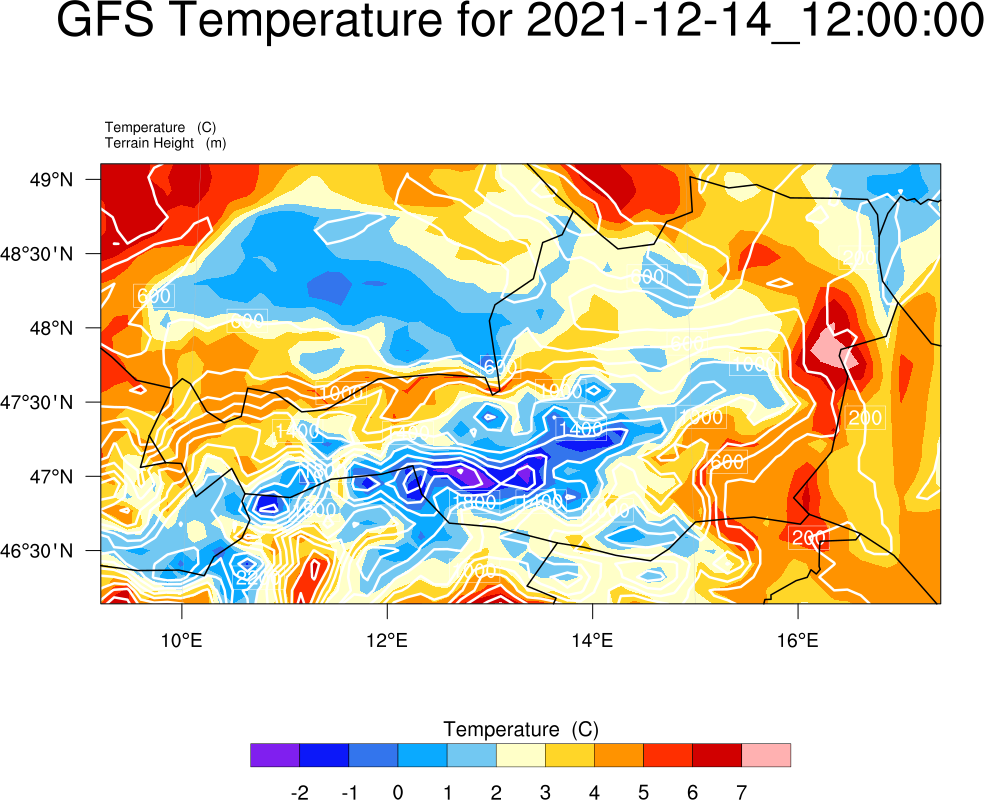 GFS Temperature for 2021-12-14_12:00:00
Temperature (C)
Terrain Height (m)
49°N
48°30'N
48°N
47°30'N
47°N
46°30'N
600
600
600
1000
1000
1400
1400
1800
1000
600
200
200
1000
10°E
12°E
14°E
16°E
Temperature (C)
-2 -1 0 1 2 3 4 5 6 7